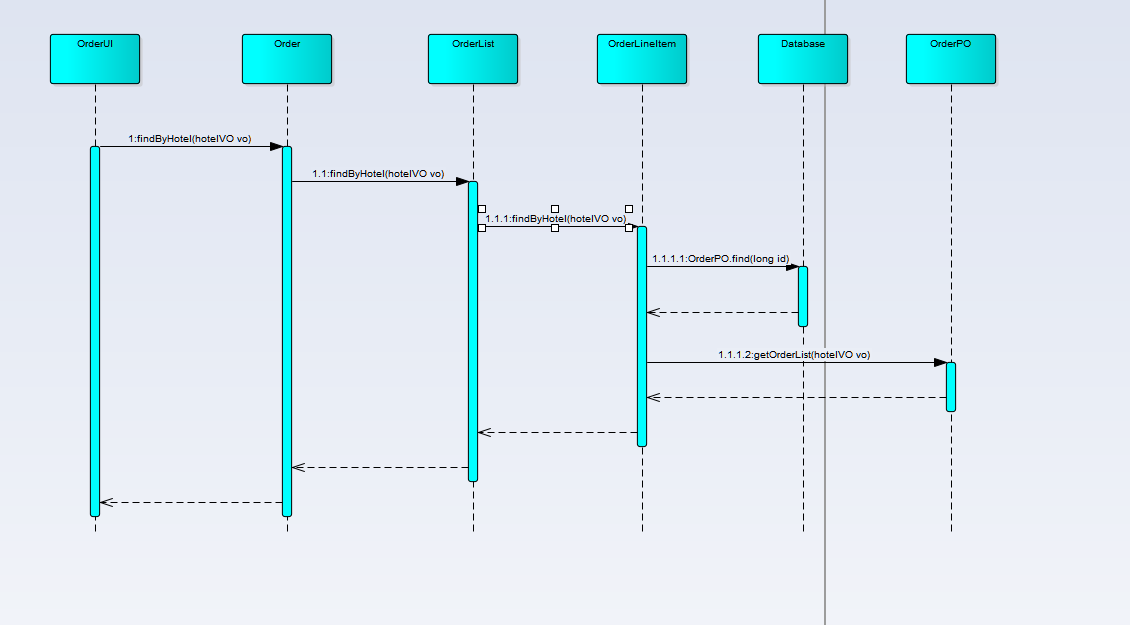 OrderUI
Order
OrderList
OrderLineItem
Database
OrderPO
1:findByHotel(hotelVO vo)
1.1:findByHotel(hotelVO vo)
1.1.1:findByHotel(hotelVO vo)
1.1.1.1:OrderPO.find(long id)
1.1.1.2:getOrderList(hotelVO vo)